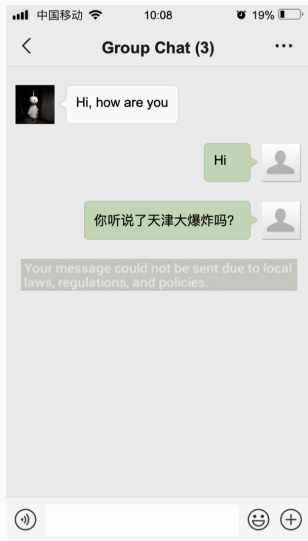 中国移动 10:08 19%
Group Chat (3)
Hi, how are you
Hi
你听说了天津大爆炸吗?
Your message could not be sent due to local
laws, regulations, and policies.